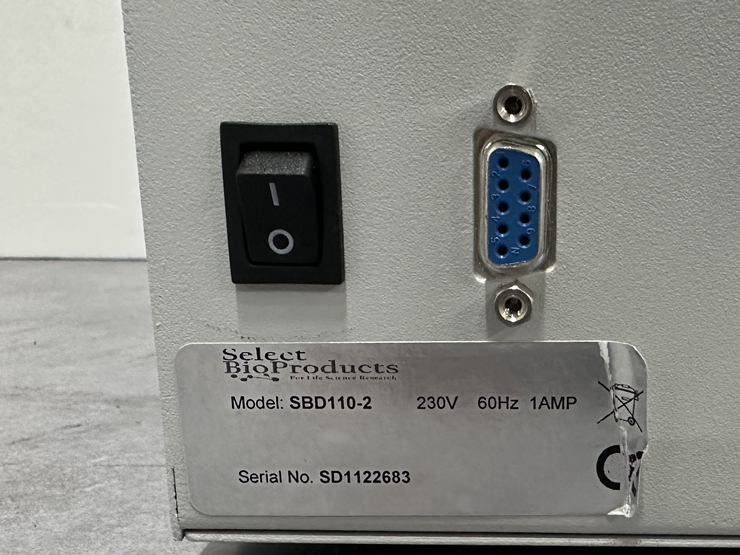 I
O
Select
BioProducts
For Life Science Research
Model: SBD110-2 230V 60Hz 1AMP
Serial No. SD1122683